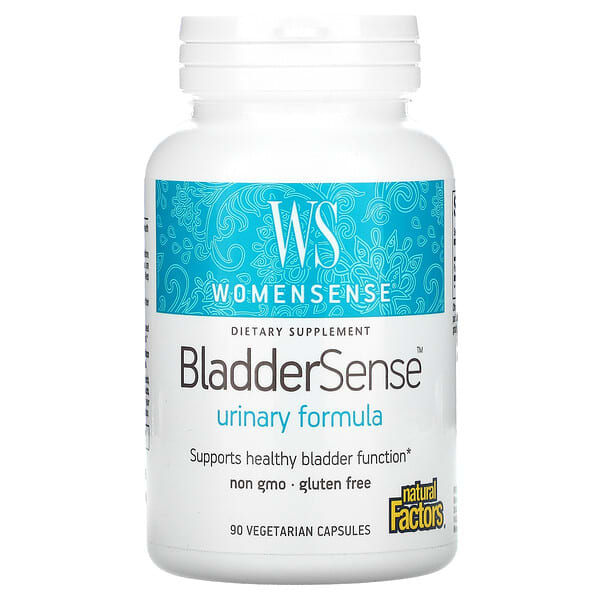 WS
WOMENSENSE®
DIETARY SUPPLEMENT
BladderSense™
urinary formula
Supports healthy bladder function*
non gmo · gluten free
natural
Factors®
90 VEGETARIAN CAPSULES